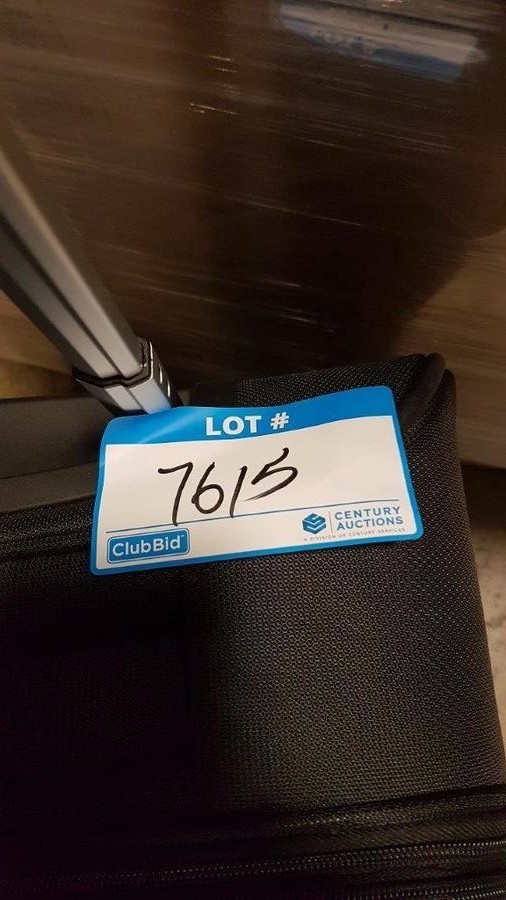 LOT #
7615
ClubBid
CENTURY
AUCTIONS
A DIVISION OF CENTURY SERVICES